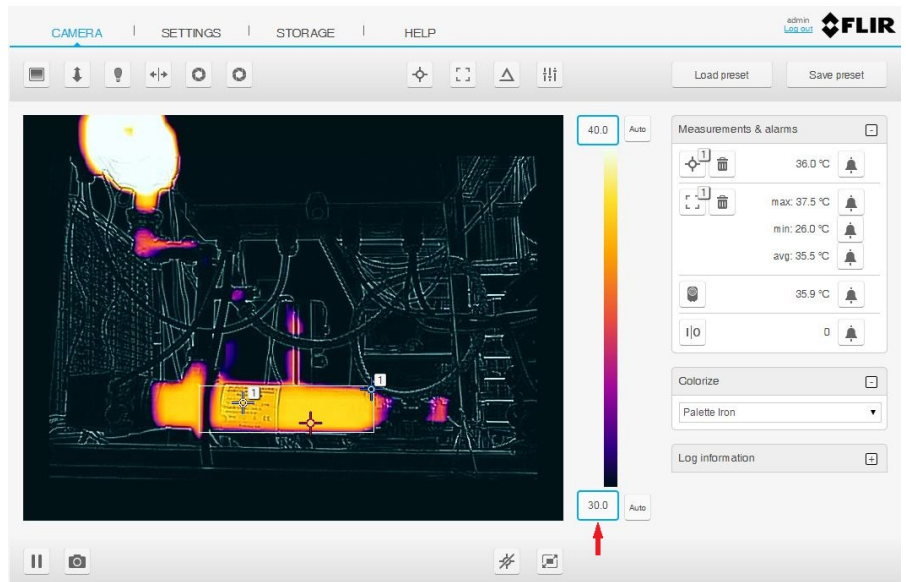 CAMERA SETTINGS STORAGE HELP
admin
Log out
FLIR
Load preset Save preset
40.0 Auto
Measurements & alarms
1 36.0 °C
1 max: 37.5 °C
min: 26.0 °C
avg: 35.5 °C
35.9 °C
I|O 0
1
1
Colorize
Palette Iron
Log information
30.0 Auto